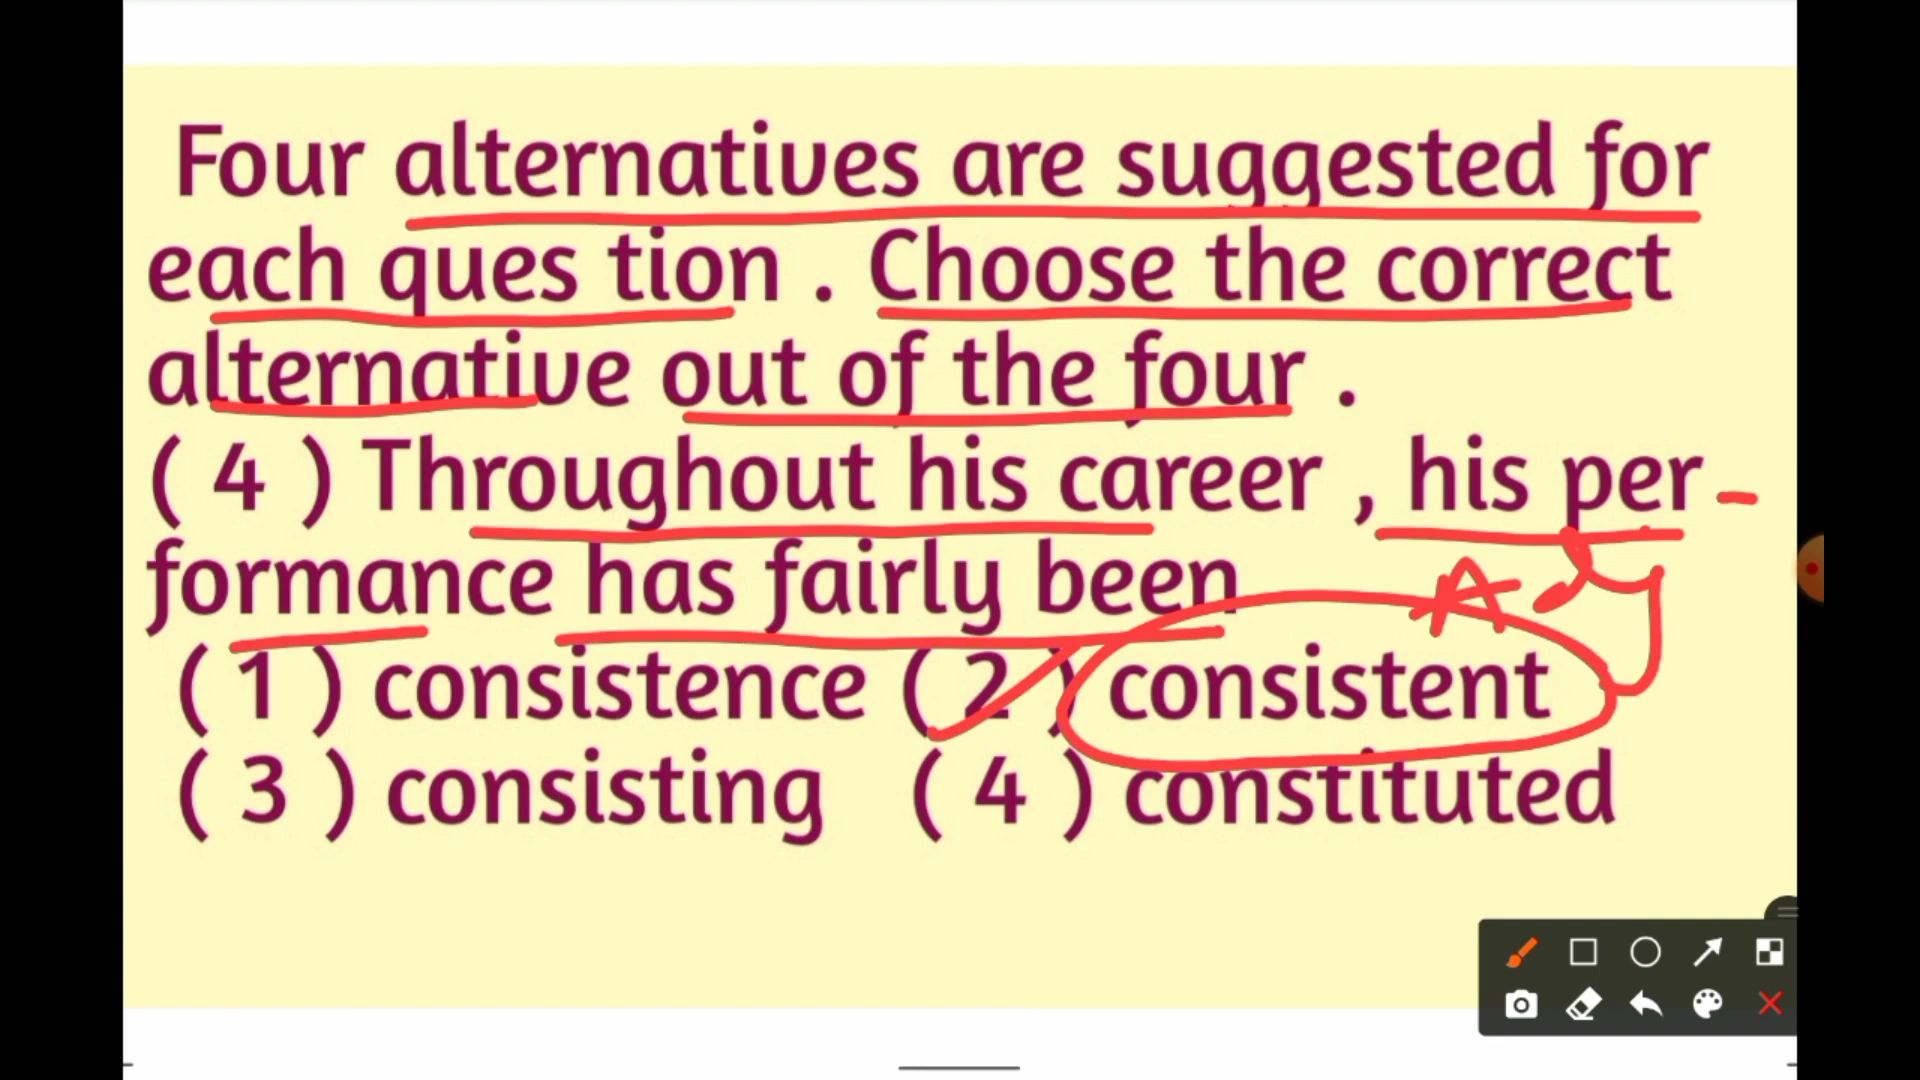 Four alternatives are suggested for
each ques tion . Choose the correct
alternative out of the four .
( 4 ) Throughout his career , his per -
formance has fairly been
( 1 ) consistence ( 2 ) consistent
( 3 ) consisting ( 4 ) constituted